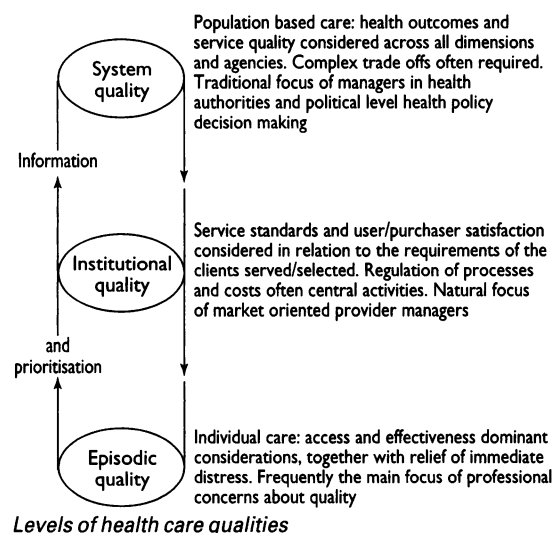 Population based care: health outcomes and
service quality considered across all dimensions
and agencies. Complex trade offs often required.
Traditional focus of managers in health
authorities and political level health policy
decision making
System
quality
Information
Service standards and user/purchaser satisfaction
considered in relation to the requirements of the
clients served/selected. Regulation of processes
and costs often central activities. Natural focus
of market oriented provider managers
Institutional
quality
and
prioritisation
Individual care: access and effectiveness dominant
considerations, together with relief of immediate
distress. Frequently the main focus of professional
concerns about quality
Episodic
quality
Levels of health care qualities